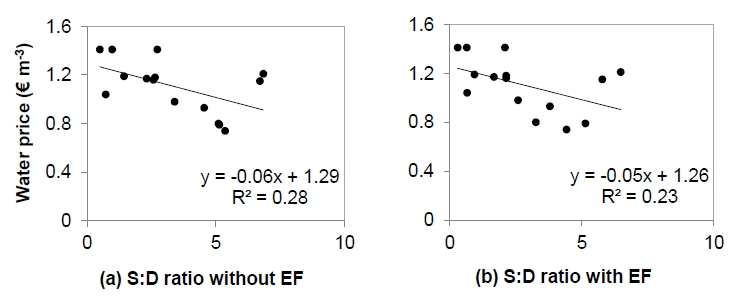 Water price (€ m⁻³)
1.6
1.2
0.8
0.4
0
y = -0.06x + 1.29
R² = 0.28
0 5 10
(a) S:D ratio without EF
1.6
1.2
0.8
0.4
0
y = -0.05x + 1.26
R² = 0.23
0 5 10
(b) S:D ratio with EF